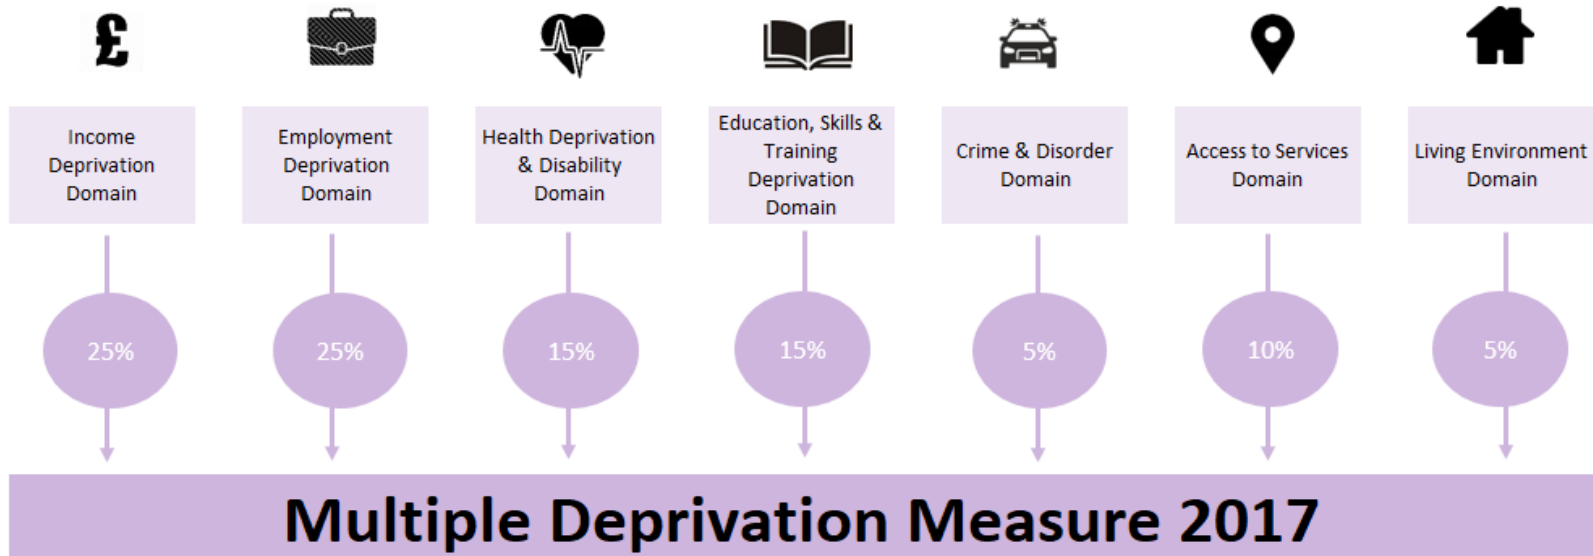 £
Income
Deprivation
Domain
Employment
Deprivation
Domain
Health Deprivation
& Disability
Domain
Education, Skills &
Training
Deprivation
Domain
Crime & Disorder
Domain
Access to Services
Domain
Living Environment
Domain
25%
25%
15%
15%
5%
10%
5%
Multiple Deprivation Measure 2017